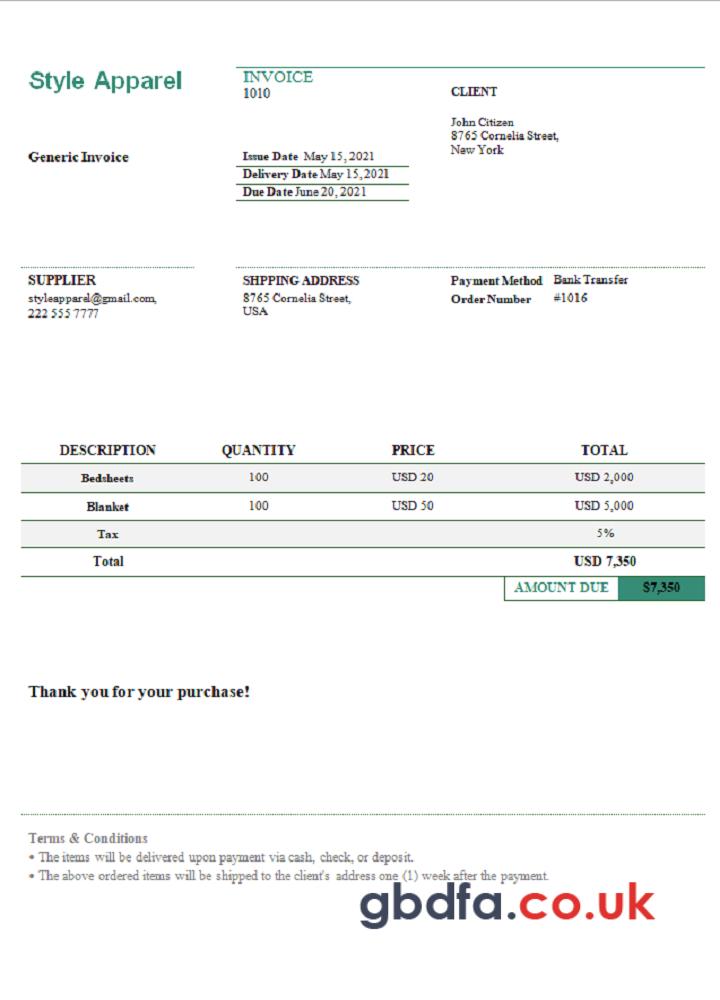 Style Apparel
INVOICE
1010
CLIENT
John Citizen
8765 Cornelia Street,
New York
Generic Invoice
Issue Date May 15, 2021
Delivery Date May 15, 2021
Due Date June 20, 2021
SUPPLIER
styleapparel@gmail.com,
222 555 7777
SHPPING ADDRESS
8765 Cornelia Street,
USA
Payment Method Bank Transfer
Order Number #1016
DESCRIPTION QUANTITY PRICE TOTAL
Bedsheets 100 USD 20 USD 2,000
Blanket 100 USD 50 USD 5,000
Tax 5%
Total USD 7,350
AMOUNT DUE $7,350
Thank you for your purchase!
Terms & Conditions
• The items will be delivered upon payment via cash, check, or deposit.
• The above ordered items will be shipped to the client's address one (1) week after the payment.
gbdfa.co.uk